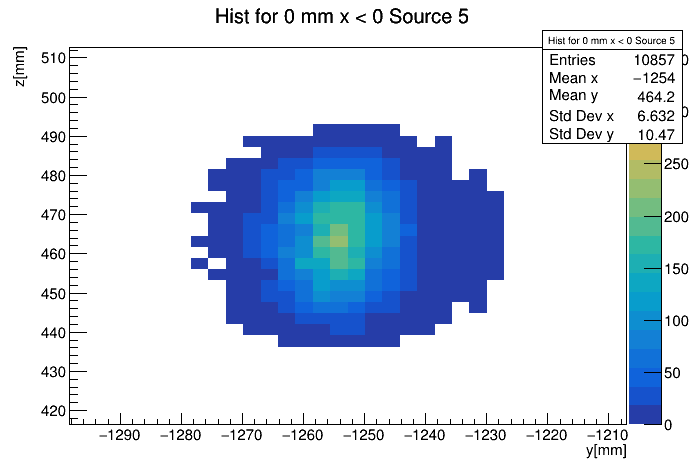 Hist for 0 mm x < 0 Source 5
Hist for 0 mm x < 0 Source 5
Entries 10857
Mean x −1254
Mean y 464.2
Std Dev x 6.632
Std Dev y 10.47
z[mm]
510
500
490
480
470
460
450
440
430
420
250
200
150
100
50
0
−1290 −1280 −1270 −1260 −1250 −1240 −1230 −1220 −1210
y[mm]